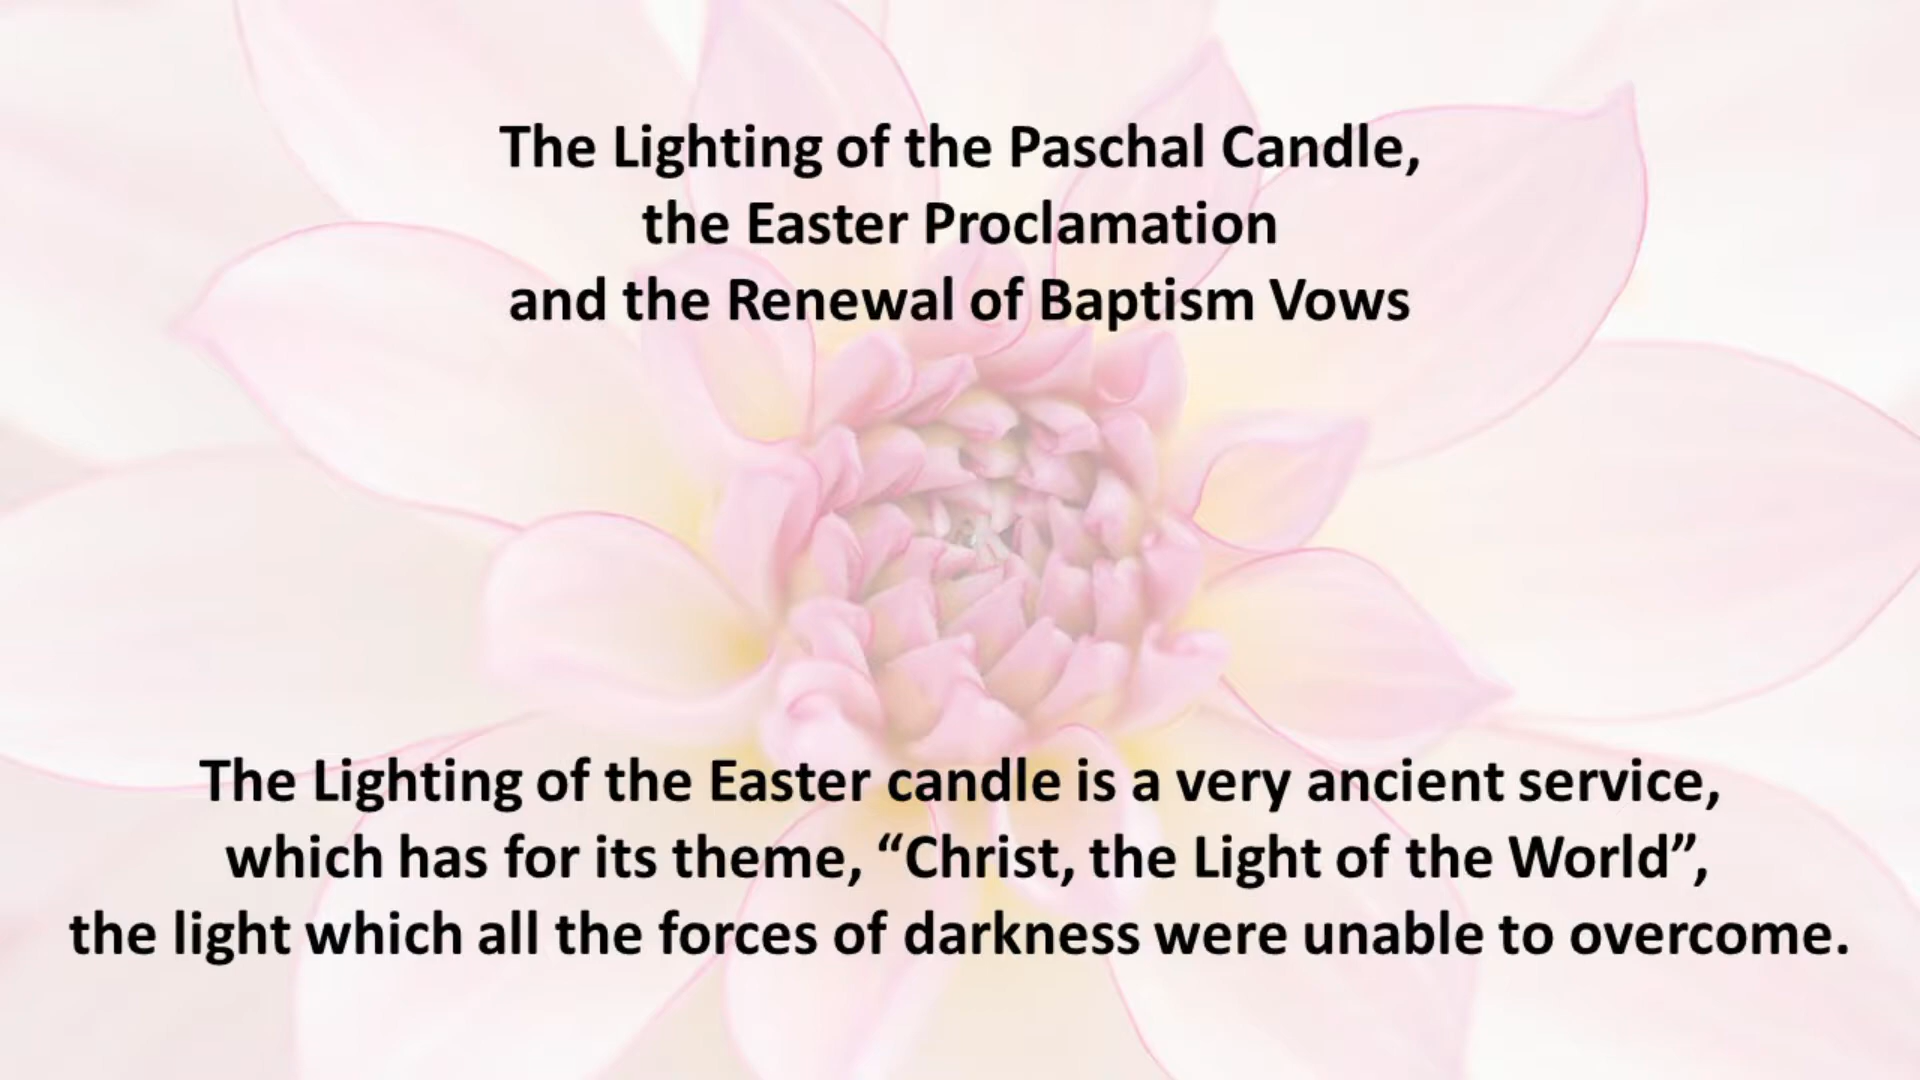 The Lighting of the Paschal Candle,
the Easter Proclamation
and the Renewal of Baptism Vows
The Lighting of the Easter candle is a very ancient service,
which has for its theme, “Christ, the Light of the World”,
the light which all the forces of darkness were unable to overcome.